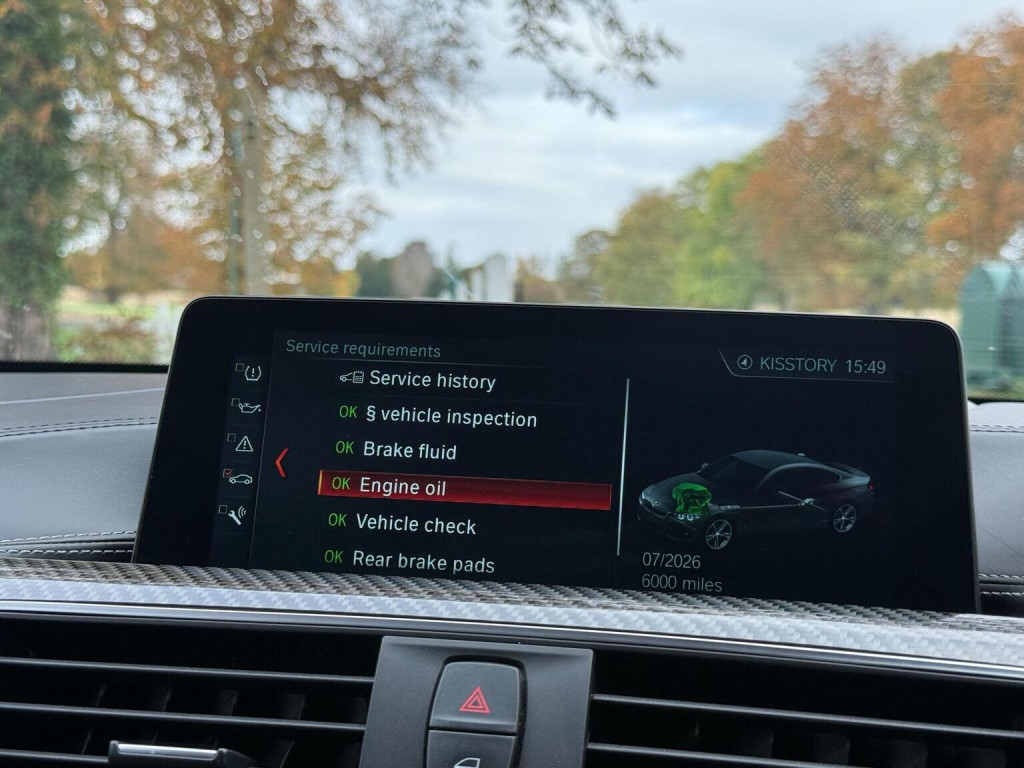 Service requirements
KISSTORY 15:49
Service history
OK § vehicle inspection
OK Brake fluid
OK Engine oil
OK Vehicle check
OK Rear brake pads
07/2026
6000 miles